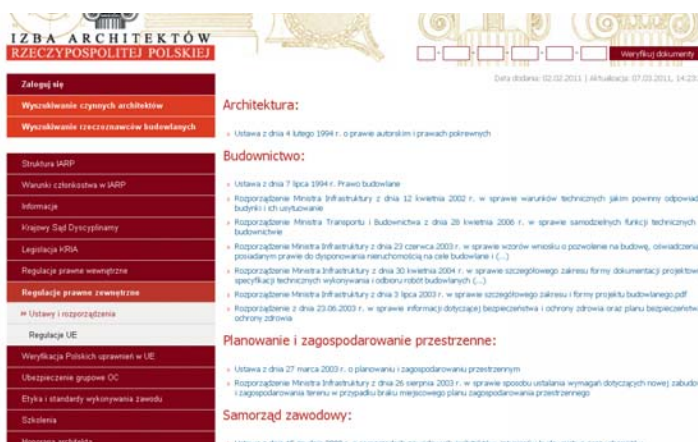 IZBA ARCHITEKTÓW
RZECZYPOSPOLITEJ POLSKIEJ
Weryfikuj dokumenty
Data dodania: 02.02.2011 | Aktualizacja: 07.03.2011, 14:23
Zaloguj się
Wyszukiwanie czynnych architektów
Wyszukiwanie rzeczoznawców budowlanych
Struktura IARP
Warunki członkostwa w IARP
Informacje
Krajowy Sąd Dyscyplinarny
Legislacja KRIA
Regulacje prawne wewnętrzne
Regulacje prawne zewnętrzne
» Ustawy i rozporządzenia
Regulacje UE
Weryfikacja Polskich uprawnień w UE
Ubezpieczenie grupowe OC
Etyka i standardy wykonywania zawodu
Szkolenia
Architektura:
» Ustawa z dnia 4 lutego 1994 r. o prawie autorskim i prawach pokrewnych
Budownictwo:
» Ustawa z dnia 7 lipca 1994 r. Prawo budowlane
» Rozporządzenie Ministra Infrastruktury z dnia 12 kwietnia 2002 r. w sprawie warunków technicznych jakim powinny odpowiad
budynki i ich usytuowanie
» Rozporządzenie Ministra Transportu i Budownictwa z dnia 28 kwietnia 2006 r. w sprawie samodzielnych funkcji technicznych
budownictwie
» Rozporządzenie Ministra Infrastruktury z dnia 23 czerwca 2003 r. w sprawie wzorów wniosku o pozwolenie na budowę, oświadczenia
posiadanym prawie do dysponowania nieruchomością na cele budowlane i (...)
» Rozporządzenie Ministra Infrastruktury z dnia 30 kwietnia 2004 r. w sprawie szczegółowego zakresu formy dokumentacji projektow
specyfikacji technicznych wykonywania i odbioru robót budowlanych (...)
» Rozporządzenie Ministra Infrastruktury z dnia 3 lipca 2003 r. w sprawie szczegółowego zakresu i formy projektu budowlanego.pdf
» Rozporządzenie z dnia 23.06.2003 r. w sprawie informacji dotyczącej bezpieczeństwa i ochrony zdrowia oraz planu bezpieczeństw
ochrony zdrowia
Planowanie i zagospodarowanie przestrzenne:
» Ustawa z dnia 27 marca 2003 r. o planowaniu i zagospodarowaniu przestrzennym
» Rozporządzenie Ministra Infrastruktury z dnia 26 sierpnia 2003 r. w sprawie sposobu ustalania wymagań dotyczących nowej zabudo
i zagospodarowania terenu w przypadku braku miejscowego planu zagospodarowania przestrzennego
Samorząd zawodowy: